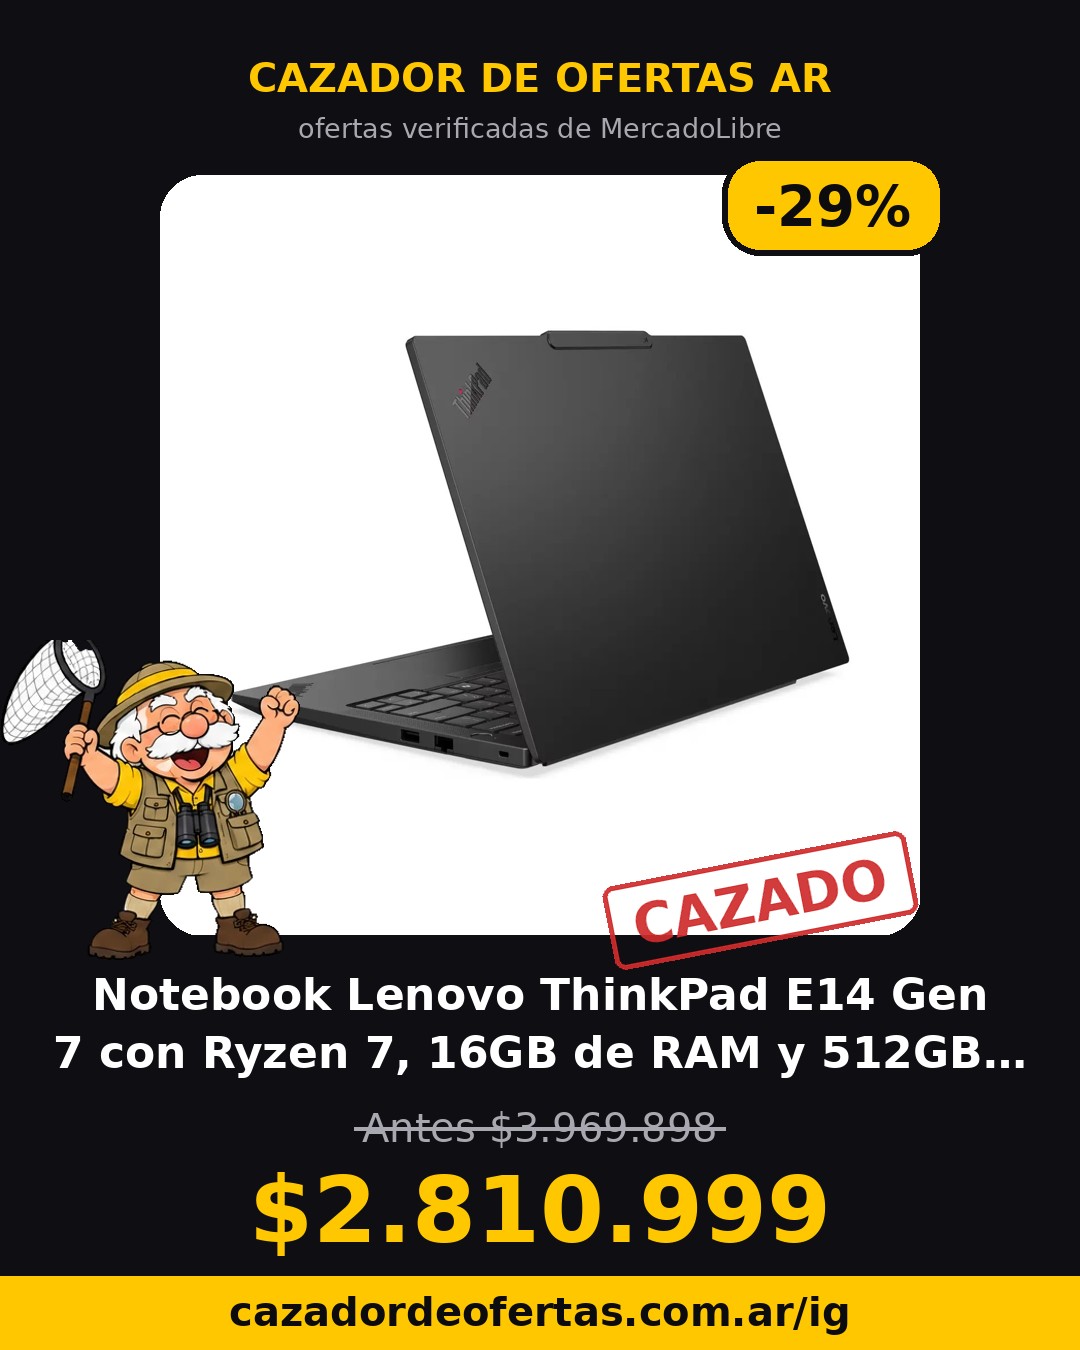 CAZADOR DE OFERTAS AR
ofertas verificadas de MercadoLibre
-29%
ThinkPad
CAZADO
Notebook Lenovo ThinkPad E14 Gen
7 con Ryzen 7, 16GB de RAM y 512GB...
Antes $3.969.898
$2.810.999
cazadordeofertas.com.ar/ig